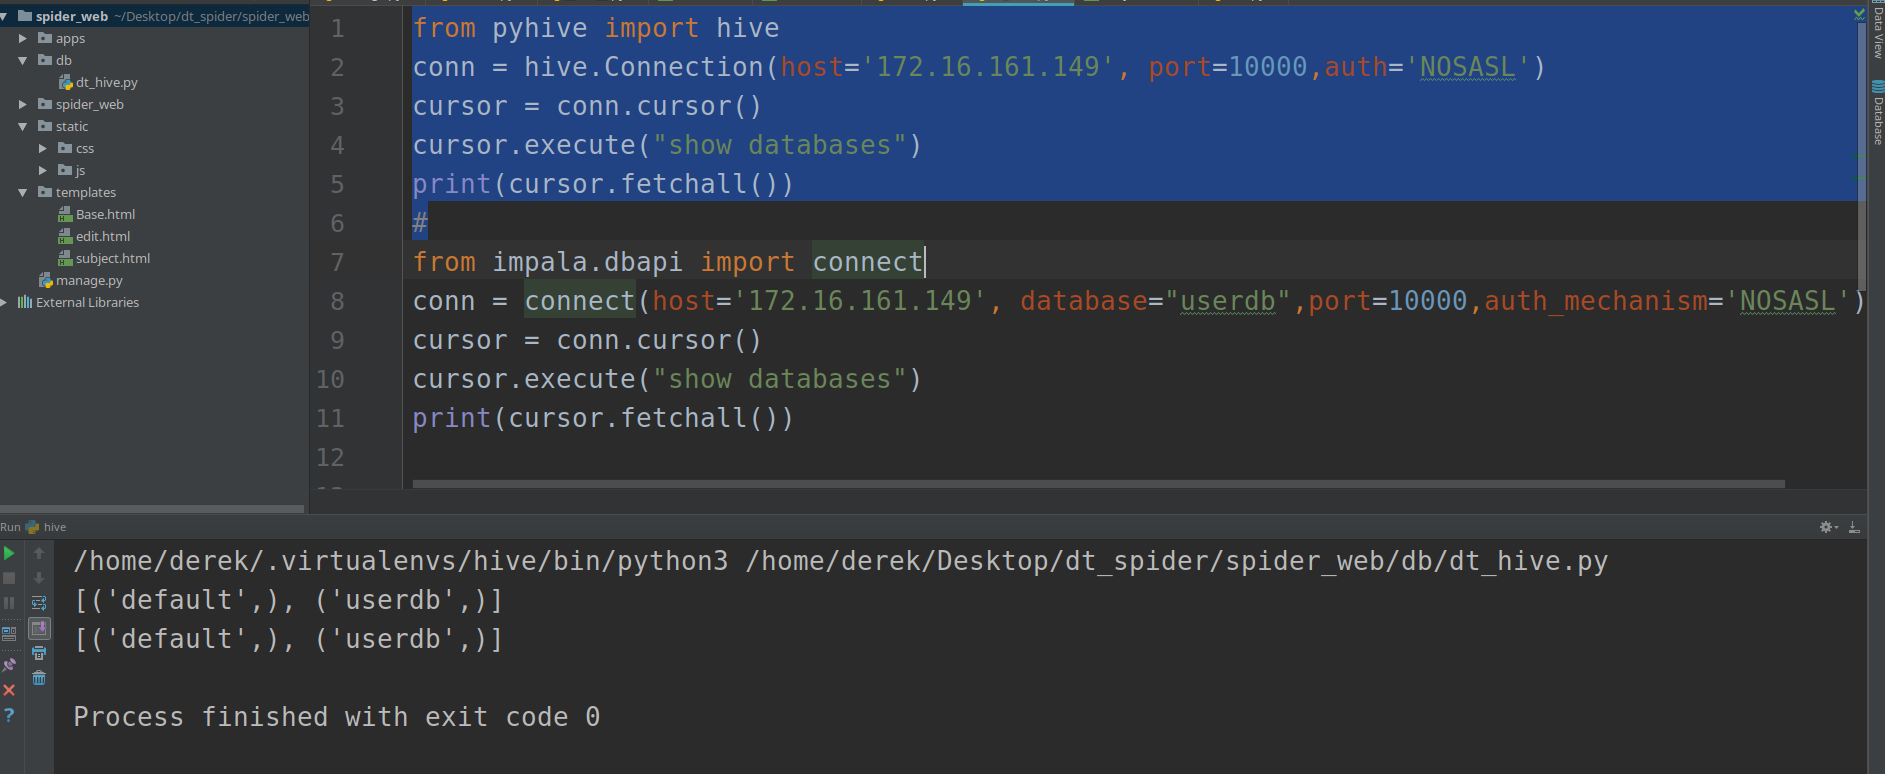 spider_web ~/Desktop/dt_spider/spider_web
apps
db
dt_hive.py
spider_web
static
css
js
templates
Base.html
edit.html
subject.html
manage.py
External Libraries
1 from pyhive import hive
2 conn = hive.Connection(host='172.16.161.149', port=10000,auth='NOSASL')
3 cursor = conn.cursor()
4 cursor.execute("show databases")
5 print(cursor.fetchall())
6 #
7 from impala.dbapi import connect
8 conn = connect(host='172.16.161.149', database="userdb",port=10000,auth_mechanism='NOSASL')
9 cursor = conn.cursor()
10 cursor.execute("show databases")
11 print(cursor.fetchall())
12
Data View
Database
Run hive
/home/derek/.virtualenvs/hive/bin/python3 /home/derek/Desktop/dt_spider/spider_web/db/dt_hive.py
[('default',), ('userdb',)]
[('default',), ('userdb',)]
Process finished with exit code 0